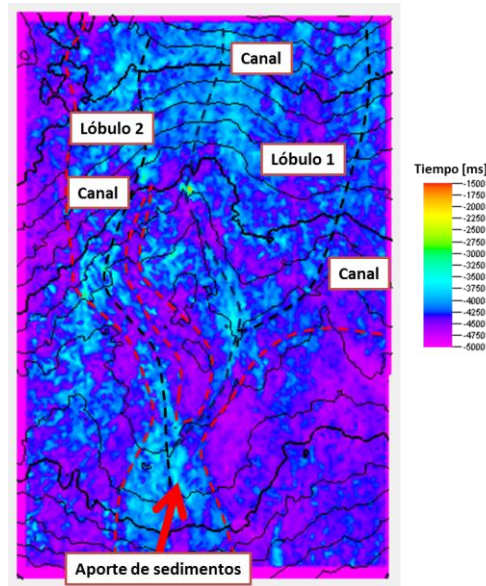 Canal
Lóbulo 2
Lóbulo 1
Canal
Canal
Aporte de sedimentos
Tiempo [ms]
-1500
-2000
-2250
-2500
-2750
-3000
-3250
-3500
-3750
-4000
-4250
-4500
-4750
-5000